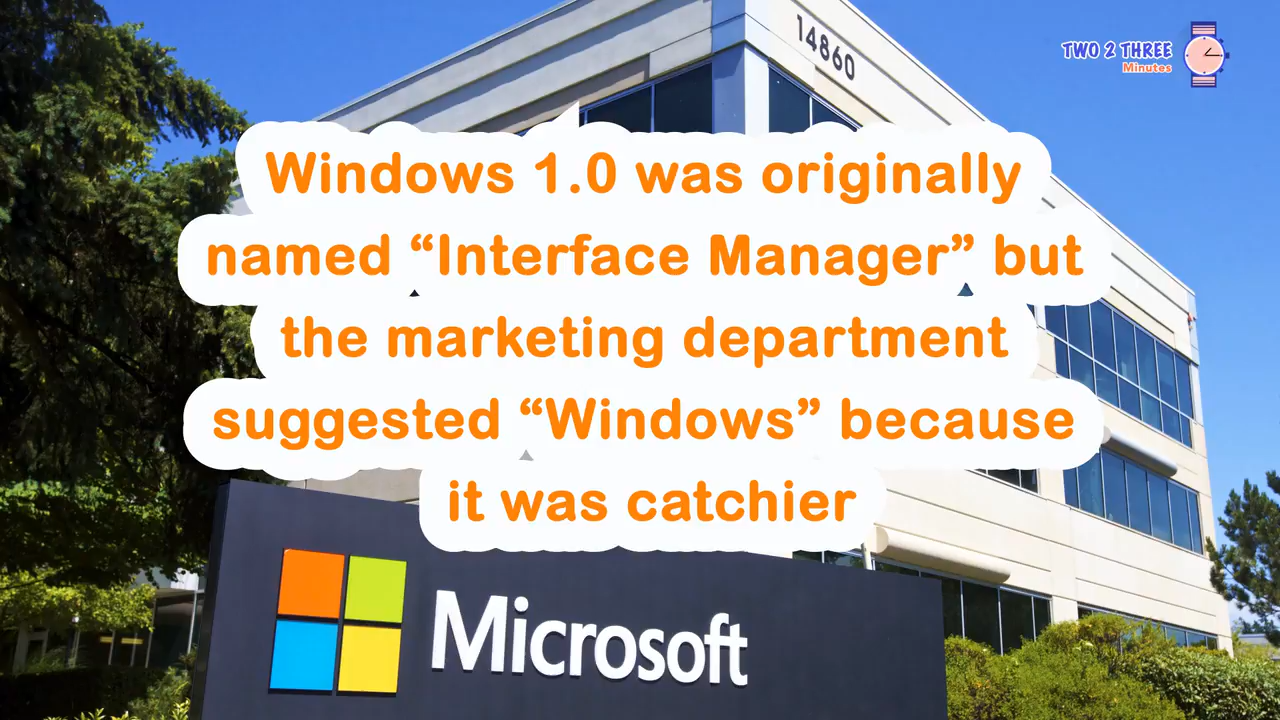 14860
TWO 2 THREE
Minutes
Windows 1.0 was originally
named “Interface Manager” but
the marketing department
suggested “Windows” because
it was catchier
Microsoft